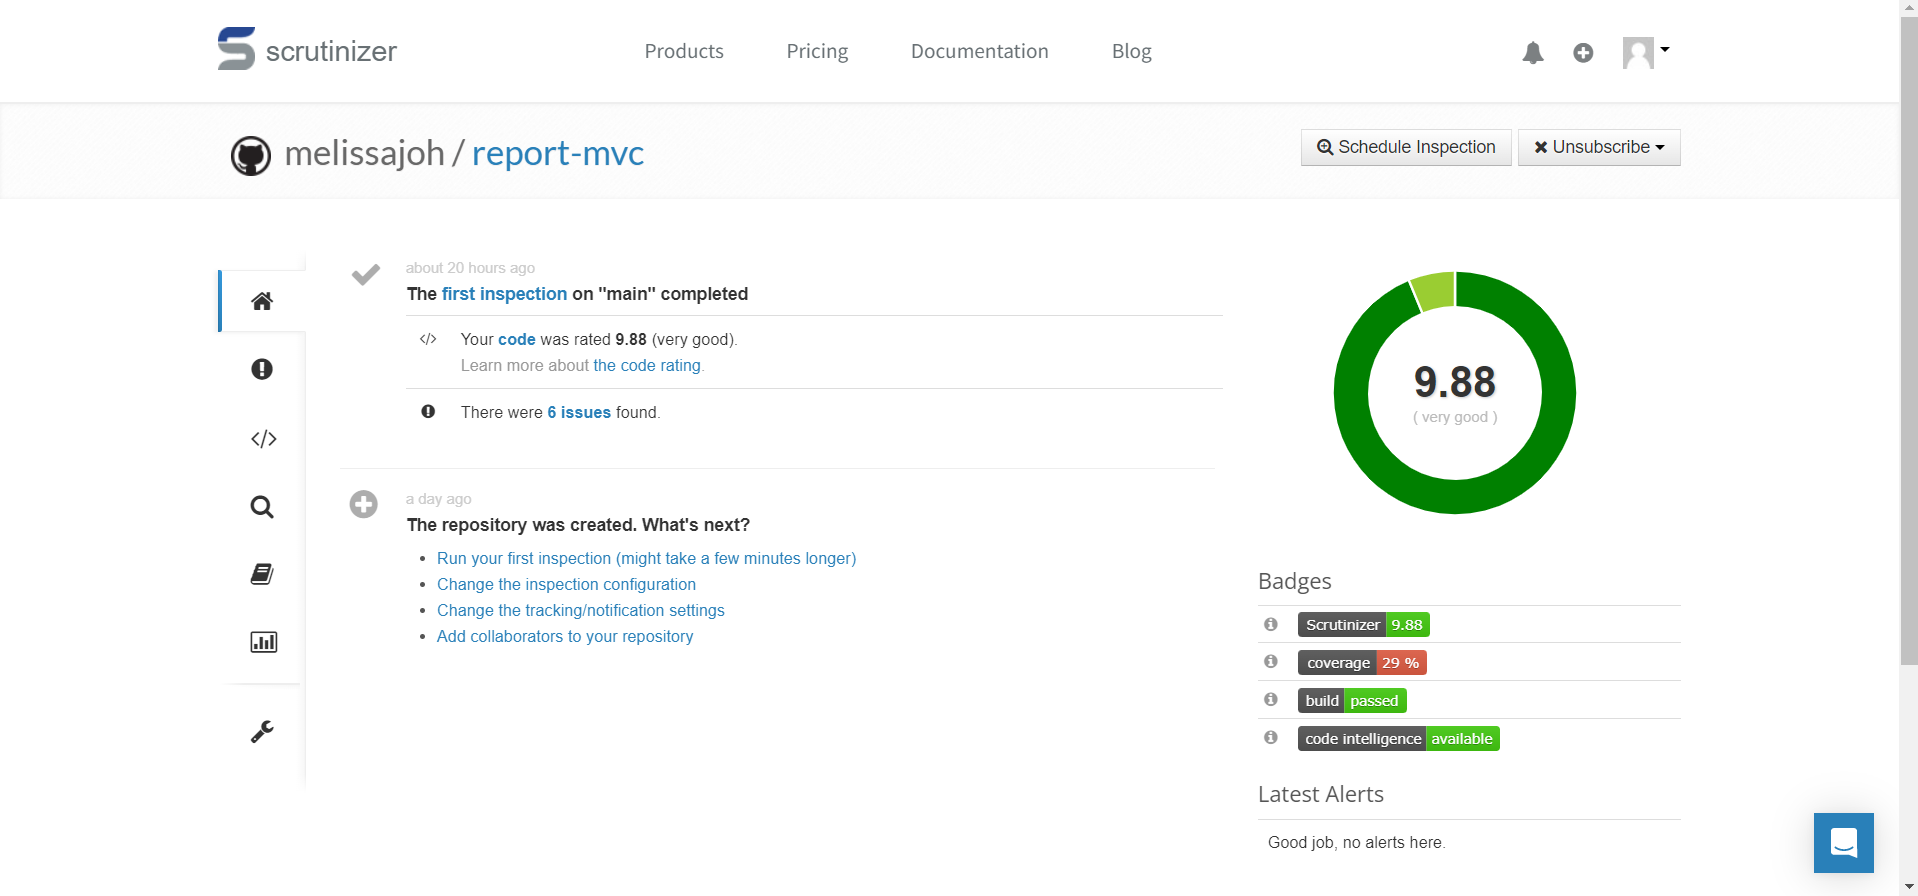 scrutinizer
Products
Pricing
Documentation
Blog
melissajoh / report-mvc
Schedule Inspection
Unsubscribe
about 20 hours ago
The first inspection on "main" completed
</> Your code was rated 9.88 (very good).
Learn more about the code rating.
There were 6 issues found.
</>
a day ago
The repository was created. What's next?
• Run your first inspection (might take a few minutes longer)
• Change the inspection configuration
• Change the tracking/notification settings
• Add collaborators to your repository
9.88
( very good )
Badges
Scrutinizer 9.88
coverage 29 %
build passed
code intelligence available
Latest Alerts
Good job, no alerts here.